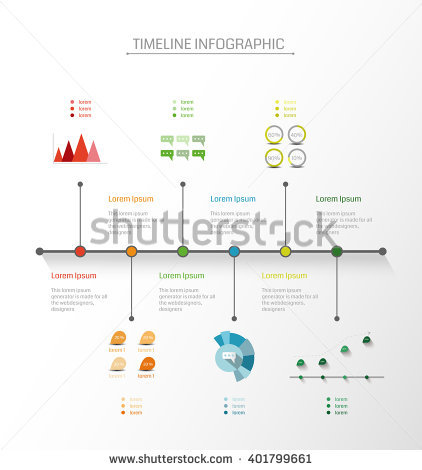 TIMELINE INFOGRAPHIC
lorem
lorem
lorem
lorem
lorem
lorem
lorem
lorem
lorem
50%
40%
90%
10%
Lorem Ipsum
This lorem ipsum
generator is made
for all the
webdesigners,
designers
Lorem Ipsum
This lorem ipsum
generator is made
for all the
webdesigners,
designers
Lorem Ipsum
This lorem ipsum
generator is made
for all the
webdesigners,
designers
shutterstock
Lorem Ipsum
This lorem ipsum
generator is made for all
the webdesigners,
designers
Lorem Ipsum
This lorem ipsum
generator is made for all
the webdesigners,
designers
Lorem Ipsum
This lorem ipsum
generator is made for all
the webdesigners,
designers
lorem 1
lorem 1
lorem 1
lorem 1
lorem
lorem
lorem
lorem
lorem
lorem
lorem
lorem
lorem
www.shutterstock.com · 401799661